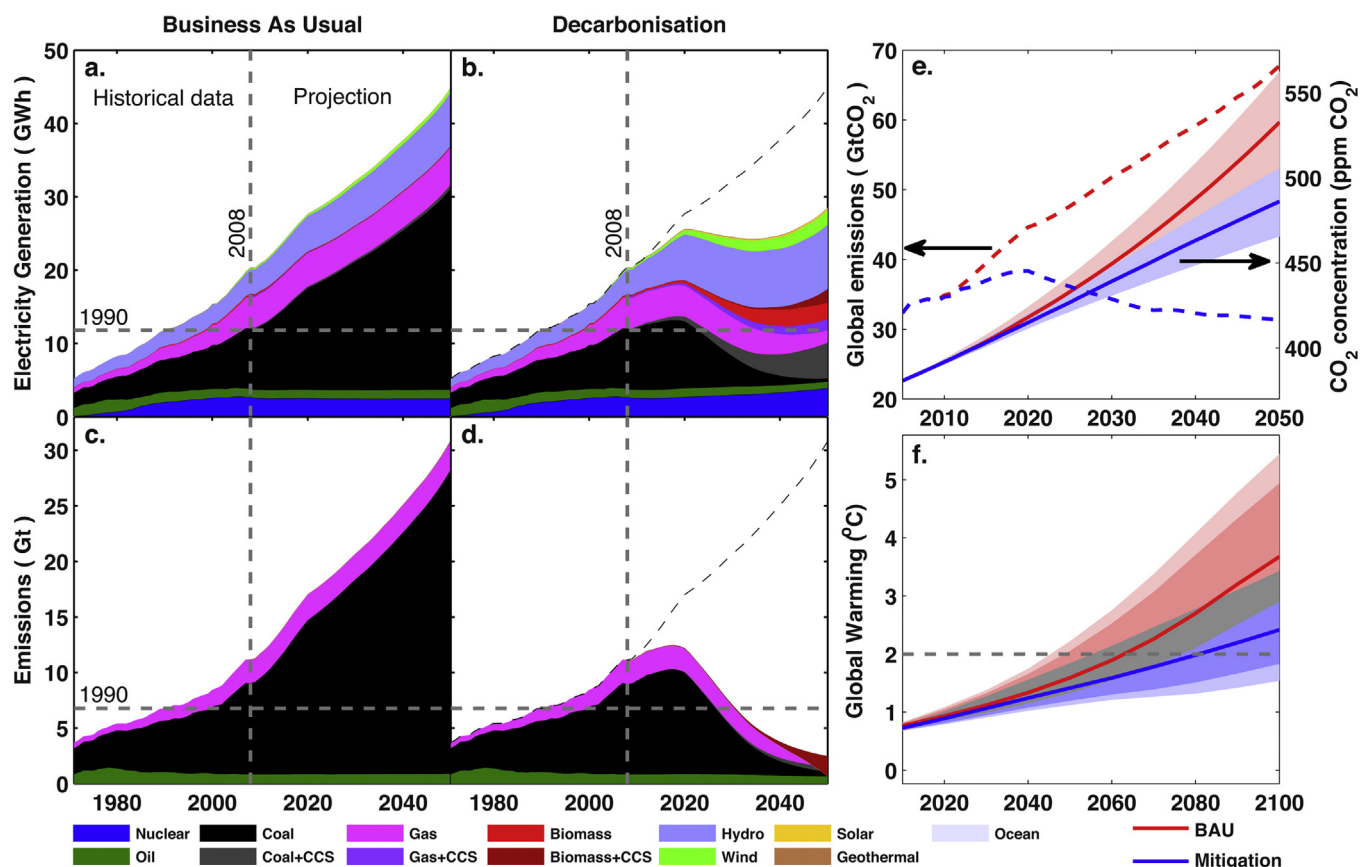 Business As Usual
Decarbonisation
Electricity Generation ( GWh )
50
40
30
20
10
0
a.
Historical data
Projection
2008
1990
b.
2008
e.
Global emissions (GtCO2)
70
60
50
40
30
20
CO2 concentration (ppm CO2)
550
500
450
400
2010 2020 2030 2040 2050
Emissions ( Gt )
30
25
20
15
10
5
0
c.
1990
1980 2000 2020 2040
d.
1980 2000 2020 2040
f.
Global Warming (oC)
5
4
3
2
1
0
2020 2040 2060 2080 2100
Nuclear Coal Gas Biomass Hydro Solar Ocean BAU
Oil Coal+CCS Gas+CCS Biomass+CCS Wind Geothermal Mitigation